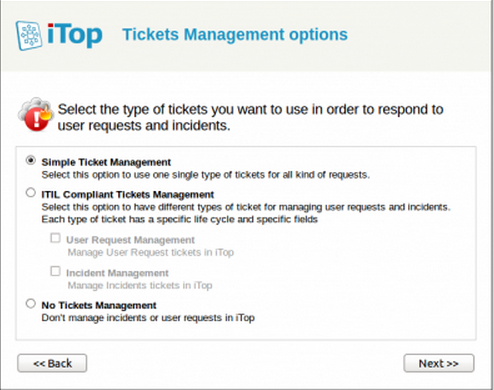 iTop Tickets Management options
Select the type of tickets you want to use in order to respond to
user requests and incidents.
Simple Ticket Management
Select this option to use one single type of tickets for all kind of requests.
ITIL Compliant Tickets Management
Select this option to have different types of ticket for managing user requests and incidents.
Each type of ticket has a specific life cycle and specific fields
User Request Management
Manage User Request tickets in iTop
Incident Management
Manage Incidents tickets in iTop
No Tickets Management
Don't manage incidents or user requests in iTop
<< Back Next >>